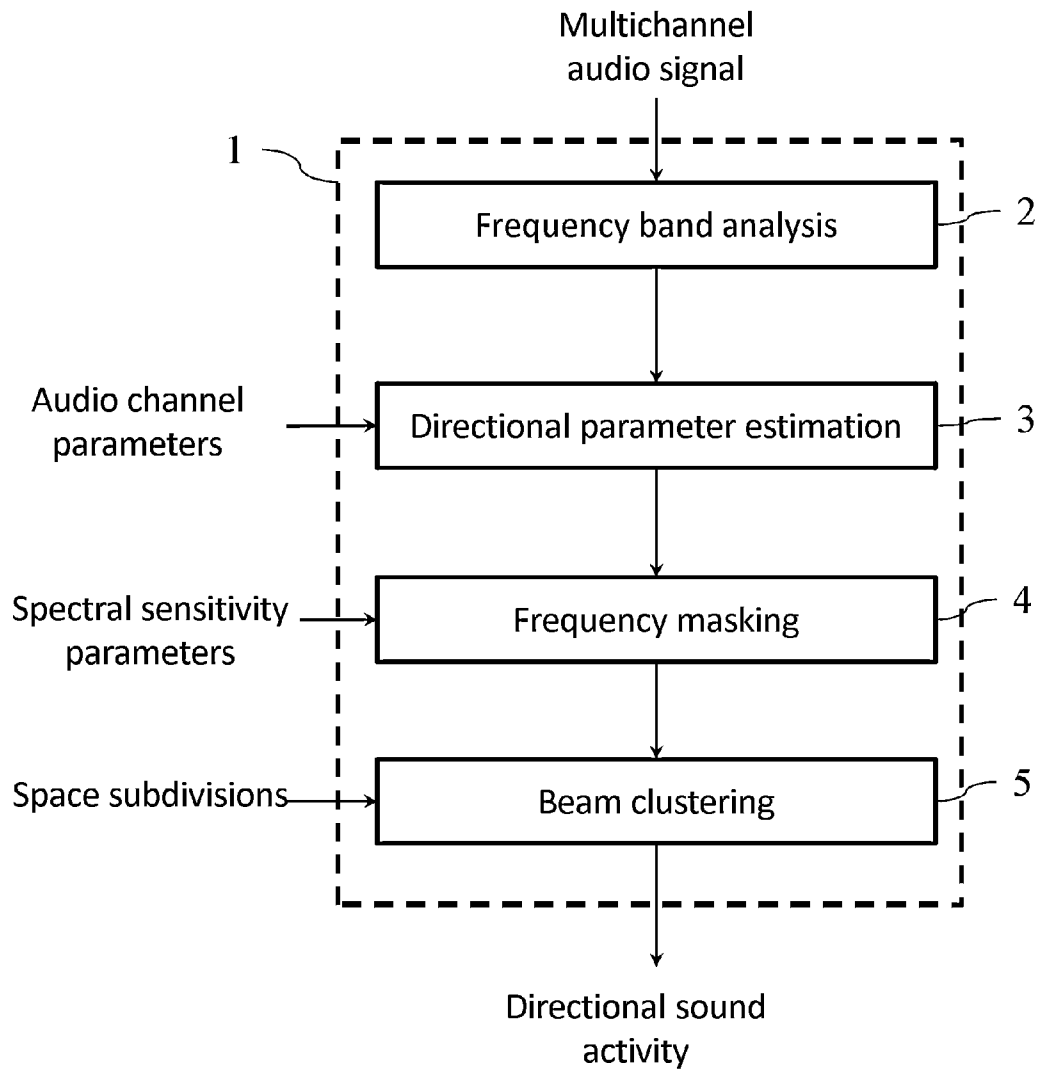 Multichannel
audio signal
1
Frequency band analysis
2
Audio channel
parameters
Directional parameter estimation
3
Spectral sensitivity
parameters
Frequency masking
4
Space subdivisions
Beam clustering
5
Directional sound
activity